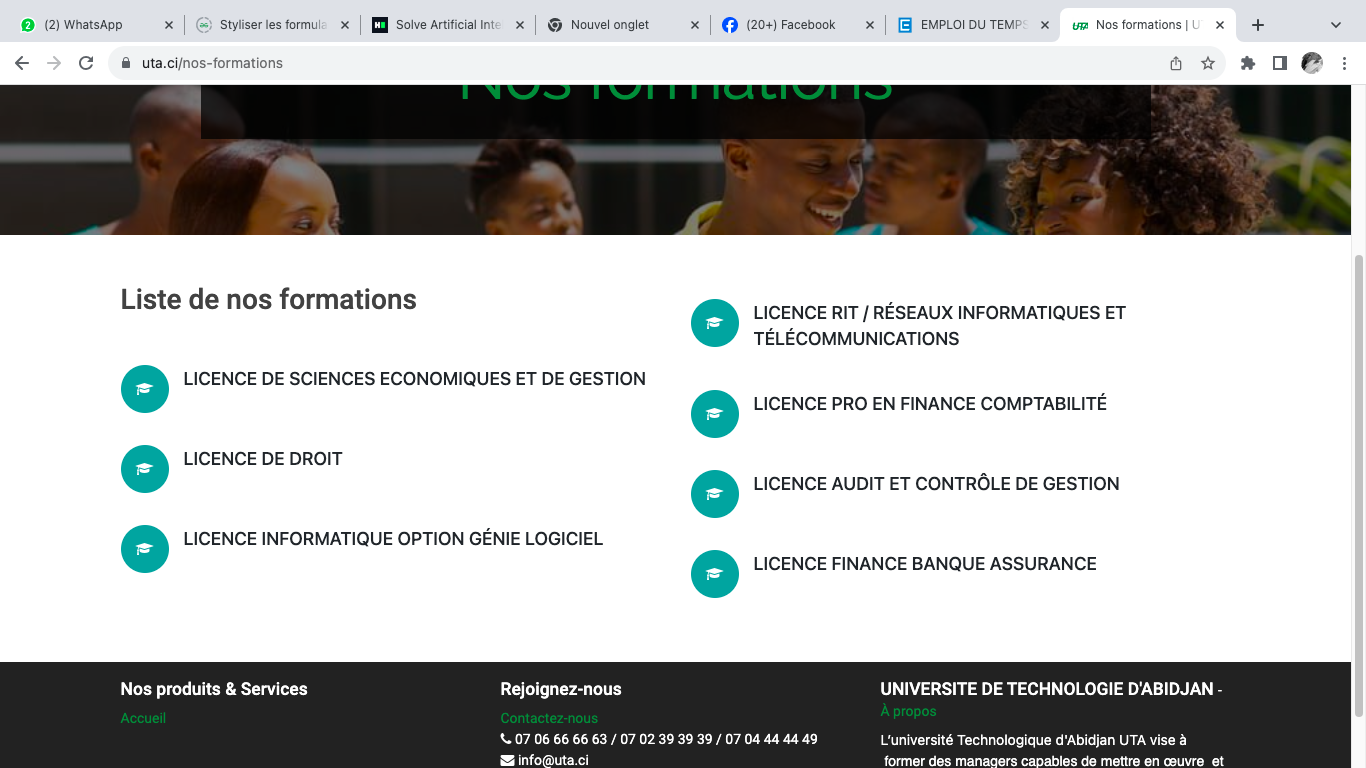 (2) WhatsApp
Styliser les formula
Solve Artificial Inte
Nouvel onglet
(20+) Facebook
EMPLOI DU TEMPS
UTA
Nos formations | U
uta.ci/nos-formations
Nos formations
Liste de nos formations
LICENCE DE SCIENCES ECONOMIQUES ET DE GESTION
LICENCE DE DROIT
LICENCE INFORMATIQUE OPTION GÉNIE LOGICIEL
LICENCE RIT / RÉSEAUX INFORMATIQUES ET
TÉLÉCOMMUNICATIONS
LICENCE PRO EN FINANCE COMPTABILITÉ
LICENCE AUDIT ET CONTRÔLE DE GESTION
LICENCE FINANCE BANQUE ASSURANCE
Nos produits & Services
Accueil
Rejoignez-nous
Contactez-nous
07 06 66 66 63 / 07 02 39 39 39 / 07 04 44 44 49
info@uta.ci
UNIVERSITE DE TECHNOLOGIE D'ABIDJAN -
À propos
L'université Technologique d'Abidjan UTA vise à
former des managers capables de mettre en œuvre et